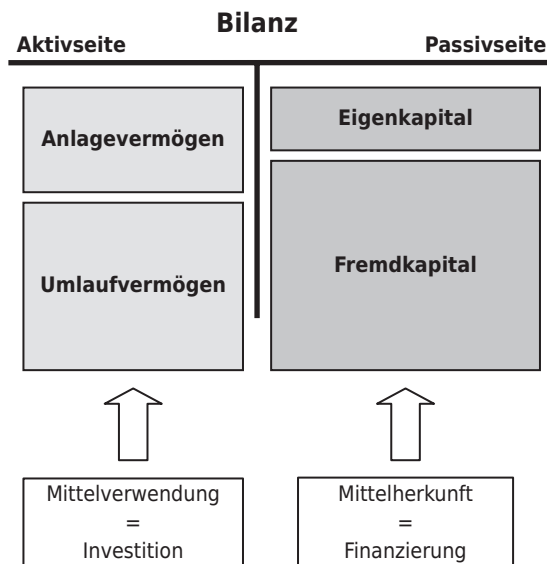 Bilanz
Aktivseite
Passivseite
Anlagevermögen
Umlaufvermögen
Eigenkapital
Fremdkapital
Mittelverwendung
=
Investition
Mittelherkunft
=
Finanzierung